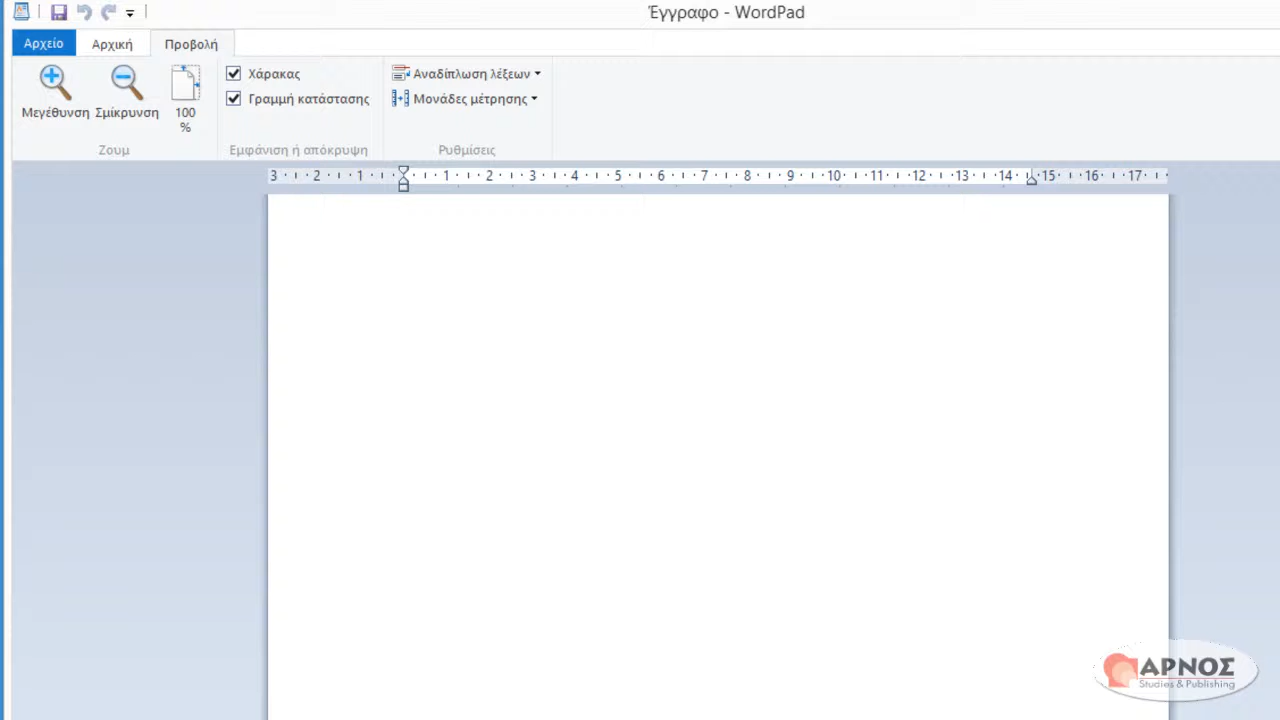 Έγγραφο - WordPad
Αρχείο Αρχική Προβολή
Μεγέθυνση Σμίκρυνση 100 %
Ζουμ
Χάρακας
Γραμμή κατάστασης
Εμφάνιση ή απόκρυψη
Αναδίπλωση λέξεων
Μονάδες μέτρησης
Ρυθμίσεις
3 2 1 1 2 3 4 5 6 7 8 9 10 11 12 13 14 15 16 17
ΑΡΝΟΣ
Studies & Publishing